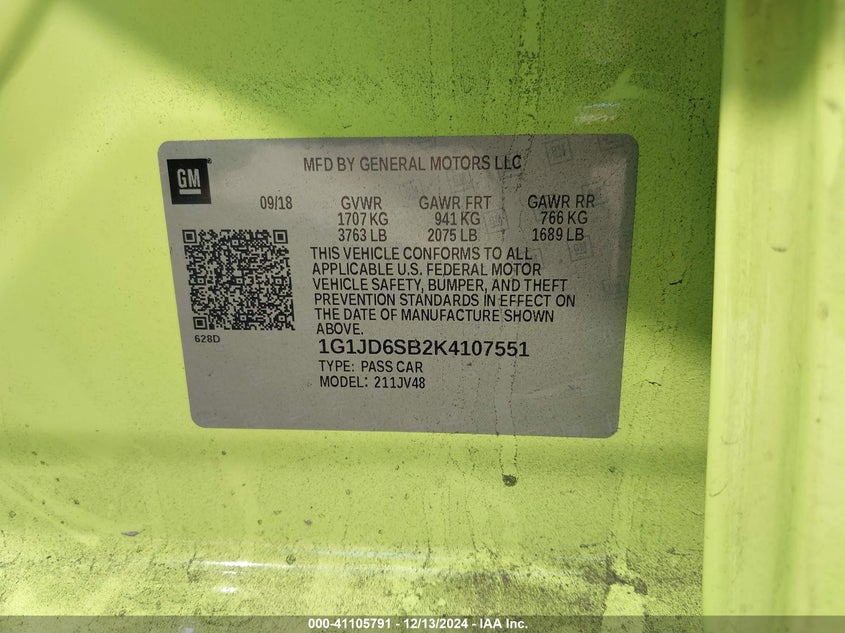 GM
MFD BY GENERAL MOTORS LLC
09/18 GVWR GAWR FRT GAWR RR
1707 KG 941 KG 766 KG
3763 LB 2075 LB 1689 LB
THIS VEHICLE CONFORMS TO ALL
APPLICABLE U.S. FEDERAL MOTOR
VEHICLE SAFETY, BUMPER, AND THEFT
PREVENTION STANDARDS IN EFFECT ON
THE DATE OF MANUFACTURE SHOWN
ABOVE.
628D
1G1JD6SB2K4107551
TYPE: PASS CAR
MODEL: 211JV48
000-41105791 - 12/13/2024 - IAA Inc.